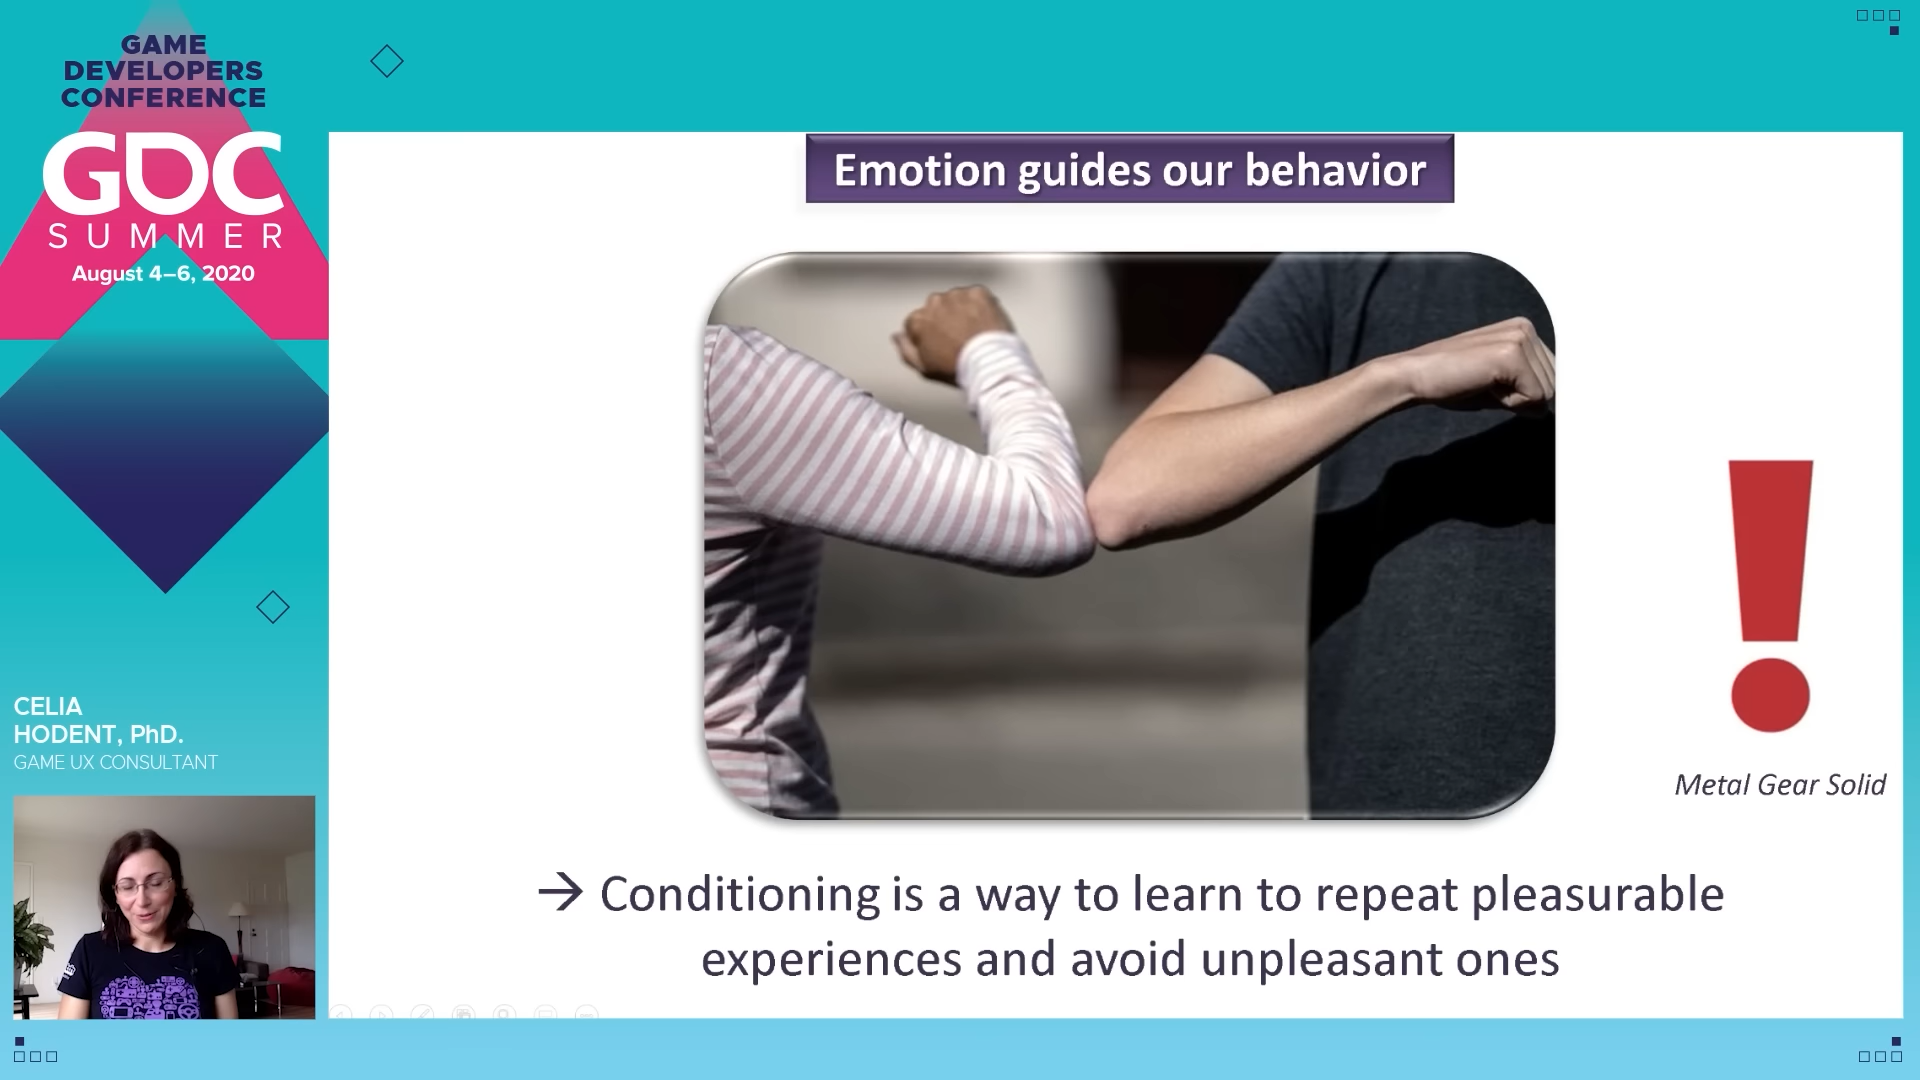 GAME
DEVELOPERS
CONFERENCE
GDC
SUMMER
August 4–6, 2020
CELIA
HODENT, PhD.
GAME UX CONSULTANT
Emotion guides our behavior
Metal Gear Solid
→ Conditioning is a way to learn to repeat pleasurable
experiences and avoid unpleasant ones